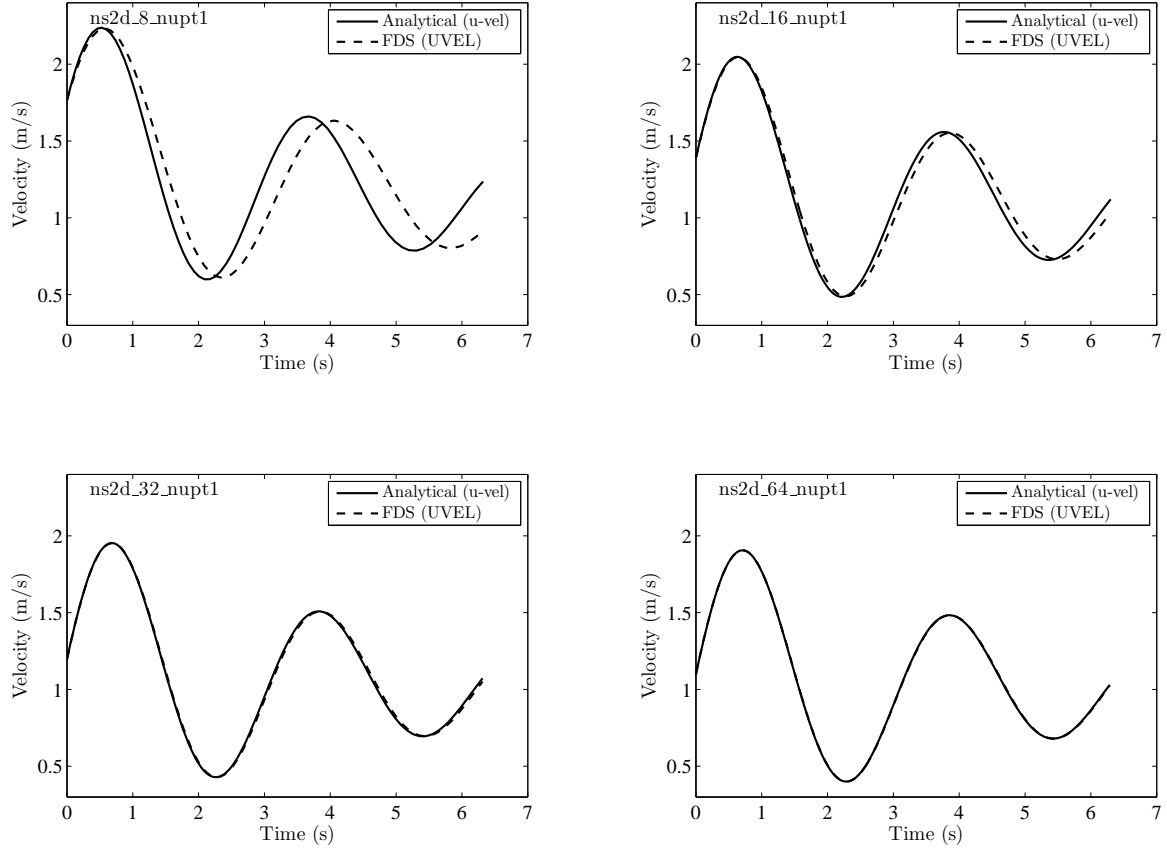 ns2d_8_nupt1
Analytical (u-vel)
FDS (UVEL)
Velocity (m/s)
2
1.5
1
0.5
0 1 2 3 4 5 6 7
Time (s)
ns2d_16_nupt1
Analytical (u-vel)
FDS (UVEL)
Velocity (m/s)
2
1.5
1
0.5
0 1 2 3 4 5 6 7
Time (s)
ns2d_32_nupt1
Analytical (u-vel)
FDS (UVEL)
Velocity (m/s)
2
1.5
1
0.5
0 1 2 3 4 5 6 7
Time (s)
ns2d_64_nupt1
Analytical (u-vel)
FDS (UVEL)
Velocity (m/s)
2
1.5
1
0.5
0 1 2 3 4 5 6 7
Time (s)